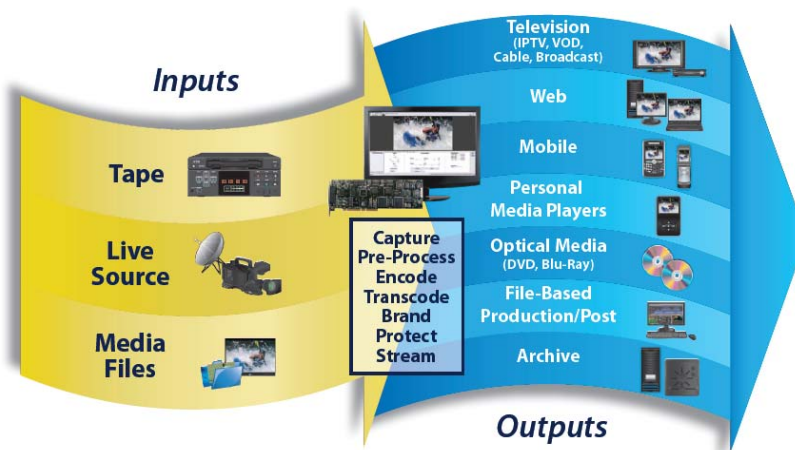 Inputs
Tape
Live
Source
Media
Files
Capture
Pre-Process
Encode
Transcode
Brand
Protect
Stream
Television
(IPTV, VOD,
Cable, Broadcast)
Web
Mobile
Personal
Media Players
Optical Media
(DVD, Blu-Ray)
File-Based
Production/Post
Archive
Outputs